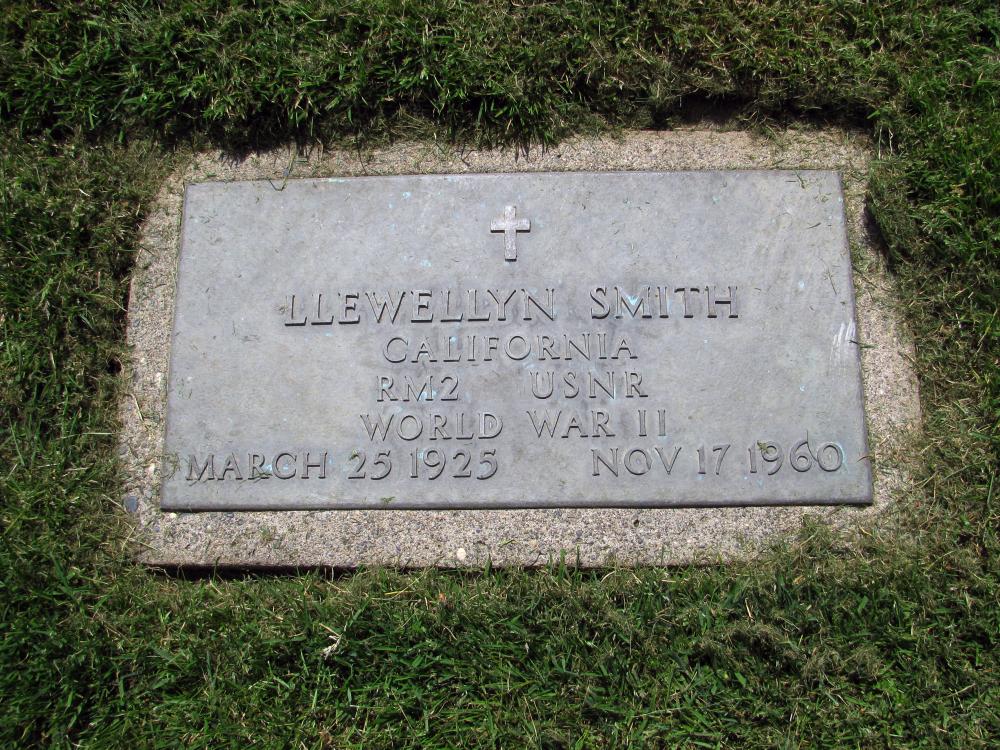 LLEWELLYN SMITH
CALIFORNIA
RM2 USNR
WORLD WAR II
MARCH 25 1925 NOV 17 1960